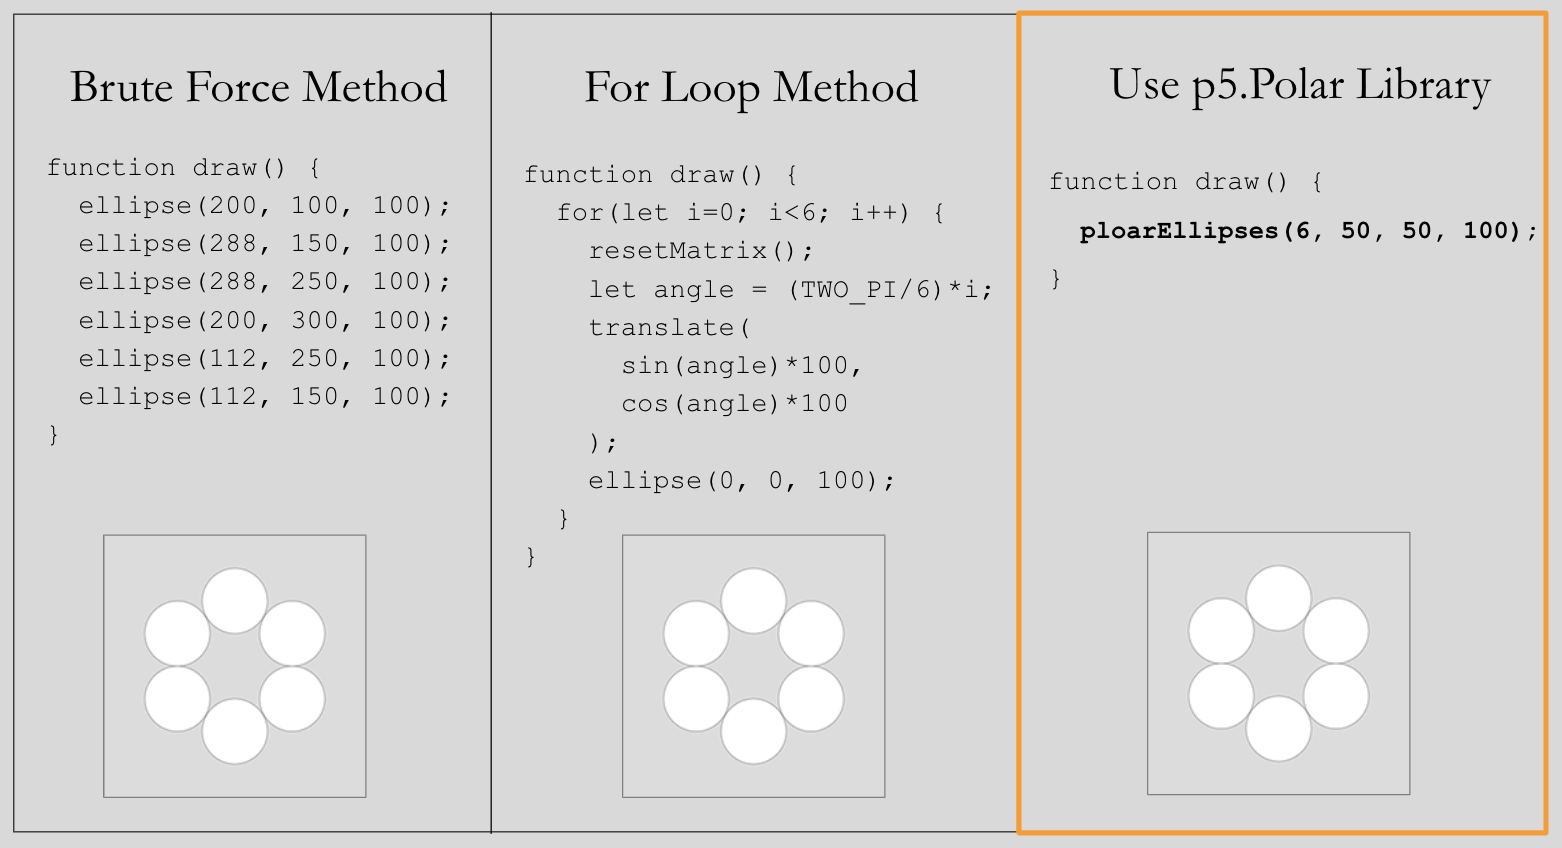 Brute Force Method
function draw() {
  ellipse(200, 100, 100);
  ellipse(288, 150, 100);
  ellipse(288, 250, 100);
  ellipse(200, 300, 100);
  ellipse(112, 250, 100);
  ellipse(112, 150, 100);
}
For Loop Method
function draw() {
  for(let i=0; i<6; i++) {
    resetMatrix();
    let angle = (TWO_PI/6)*i;
    translate(
      sin(angle)*100,
      cos(angle)*100
    );
    ellipse(0, 0, 100);
  }
}
Use p5.Polar Library
function draw() {
  ploarEllipses(6, 50, 50, 100);
}